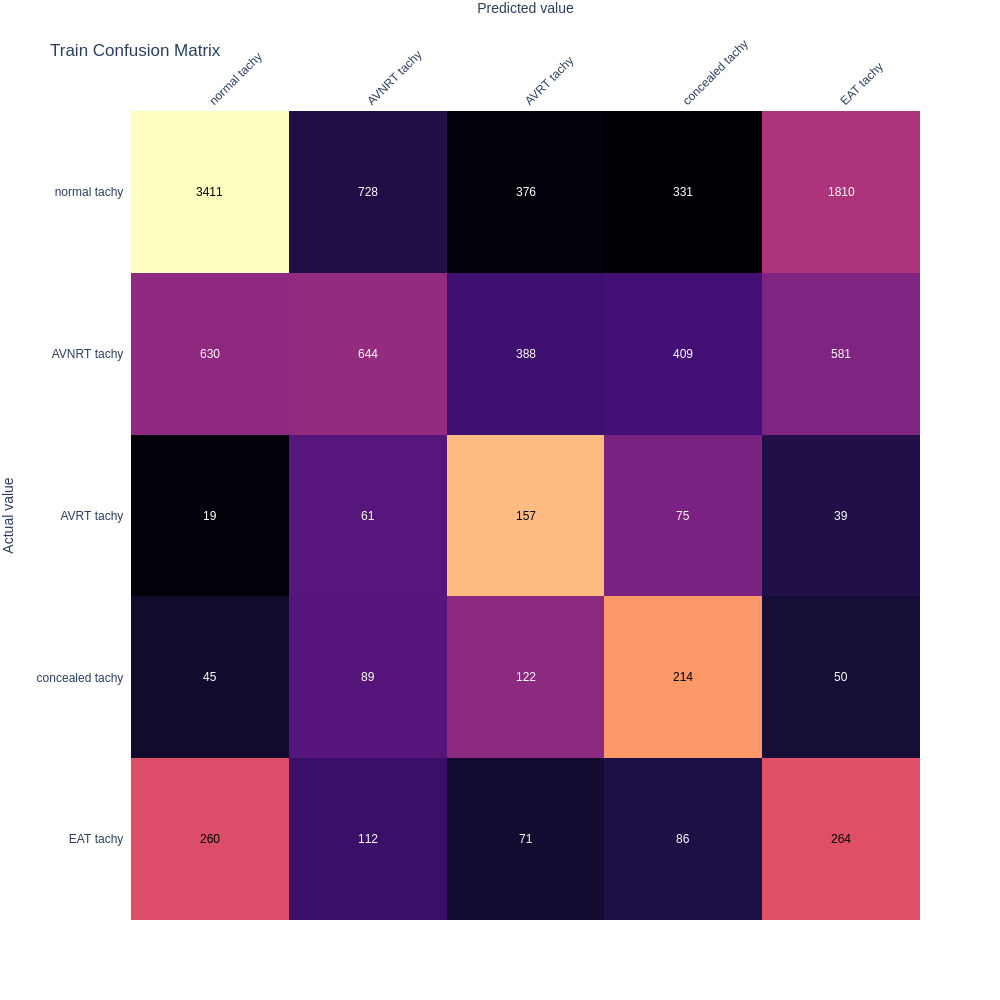 Predicted value
Train Confusion Matrix
normal tachy
AVNRT tachy
AVRT tachy
concealed tachy
EAT tachy
normal tachy 3411 728 376 331 1810
AVNRT tachy 630 644 388 409 581
AVRT tachy 19 61 157 75 39
concealed tachy 45 89 122 214 50
EAT tachy 260 112 71 86 264
Actual value